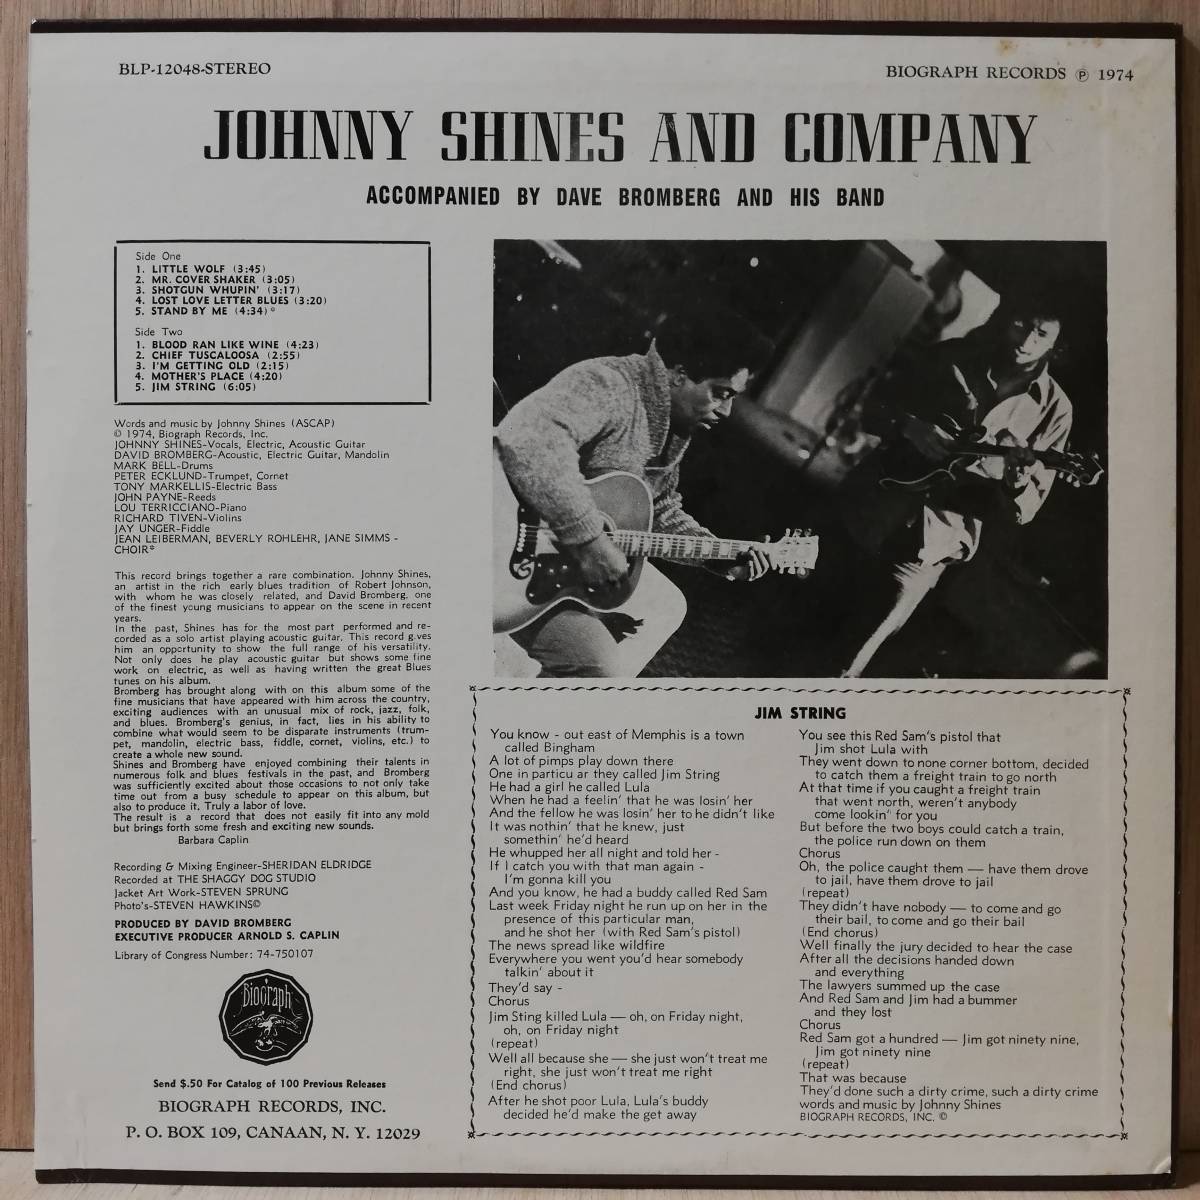 BLP-12048-STEREO
BIOGRAPH RECORDS ℗ 1974
JOHNNY SHINES AND COMPANY
ACCOMPANIED BY DAVE BROMBERG AND HIS BAND
Side One
1. LITTLE WOLF (3:45)
2. MR. COVER SHAKER (3:05)
3. SHOTGUN WHUPIN' (3:17)
4. LOST LOVE LETTER BLUES (3:20)
5. STAND BY ME (4:34)*
Side Two
1. BLOOD RAN LIKE WINE (4:23)
2. CHIEF TUSCALOOSA (2:55)
3. I'M GETTING OLD (2:15)
4. MOTHER'S PLACE (4:20)
5. JIM STRING (6:05)
Words and music by Johnny Shines (ASCAP)
© 1974, Biograph Records, Inc.
JOHNNY SHINES-Vocals, Electric, Acoustic Guitar
DAVID BROMBERG-Acoustic, Electric Guitar, Mandolin
MARK BELL-Drums
PETER ECKLUND-Trumpet, Cornet
TONY MARKELLIS-Electric Bass
JOHN PAYNE-Reeds
LOU TERRICCIANO-Piano
RICHARD TIVEN-Violins
JAY UNGER-Fiddle
JEAN LEIBERMAN, BEVERLY ROHLEHR, JANE SIMMS -
CHOIR*
This record brings together a rare combination. Johnny Shines,
an artist in the rich early blues tradition of Robert Johnson,
with whom he was closely related, and David Bromberg, one
of the finest young musicians to appear on the scene in recent
years.
In the past, Shines has for the most part performed and re-
corded as a solo artist playing acoustic guitar. This record g.ves
him an opportunity to show the full range of his versatility.
Not only does he play acoustic guitar but shows some fine
work on electric, as well as having written the great Blues
tunes on his album.
Bromberg has brought along with on this album some of the
fine musicians that have appeared with him across the country,
exciting audiences with an unusual mix of rock, jazz, folk,
and blues. Bromberg's genius, in fact, lies in his ability to
combine what would seem to be disparate instruments (trum-
pet, mandolin, electric bass, fiddle, cornet, violins, etc.) to
create a whole new sound.
Shines and Bromberg have enjoyed combining their talents in
numerous folk and blues festivals in the past, and Bromberg
was sufficiently excited about those occasions to not only take
time out from a busy schedule to appear on this album, but
also to produce it. Truly a labor of love.
The result is a record that does not easily fit into any mold
but brings forth some fresh and exciting new sounds.
Barbara Caplin
Recording & Mixing Engineer-SHERIDAN ELDRIDGE
Recorded at THE SHAGGY DOG STUDIO
Jacket Art Work-STEVEN SPRUNG
Photo's-STEVEN HAWKINS©
PRODUCED BY DAVID BROMBERG
EXECUTIVE PRODUCER ARNOLD S. CAPLIN
Library of Congress Number: 74-750107
Biograph
Send $.50 For Catalog of 100 Previous Releases
BIOGRAPH RECORDS, INC.
P. O. BOX 109, CANAAN, N. Y. 12029
JIM STRING
You know - out east of Memphis is a town
called Bingham
A lot of pimps play down there
One in particu ar they called Jim String
He had a girl he called Lula
When he had a feelin' that he was losin' her
And the fellow he was losin' her to he didn't like
It was nothin' that he knew, just
somethin' he'd heard
He whupped her all night and told her -
If I catch you with that man again -
I'm gonna kill you
And you know, he had a buddy called Red Sam
Last week Friday night he run up on her in the
presence of this particular man,
and he shot her (with Red Sam's pistol)
The news spread like wildfire
Everywhere you went you'd hear somebody
talkin' about it
They'd say -
Chorus
Jim Sting killed Lula — oh, on Friday night,
oh, on Friday night
(repeat)
Well all because she — she just won't treat me
right, she just won't treat me right
(End chorus)
After he shot poor Lula, Lula's buddy
decided he'd make the get away
You see this Red Sam's pistol that
Jim shot Lula with
They went down to none corner bottom, decided
to catch them a freight train to go north
At that time if you caught a freight train
that went north, weren't anybody
come lookin' for you
But before the two boys could catch a train,
the police run down on them
Chorus
Oh, the police caught them — have them drove
to jail, have them drove to jail
(repeat)
They didn't have nobody — to come and go
their bail, to come and go their bail
(End chorus)
Well finally the jury decided to hear the case
After all the decisions handed down
and everything
The lawyers summed up the case
And Red Sam and Jim had a bummer
and they lost
Chorus
Red Sam got a hundred — Jim got ninety nine,
Jim got ninety nine
(repeat)
That was because
They'd done such a dirty crime, such a dirty crime
words and music by Johnny Shines
BIOGRAPH RECORDS, INC. ©